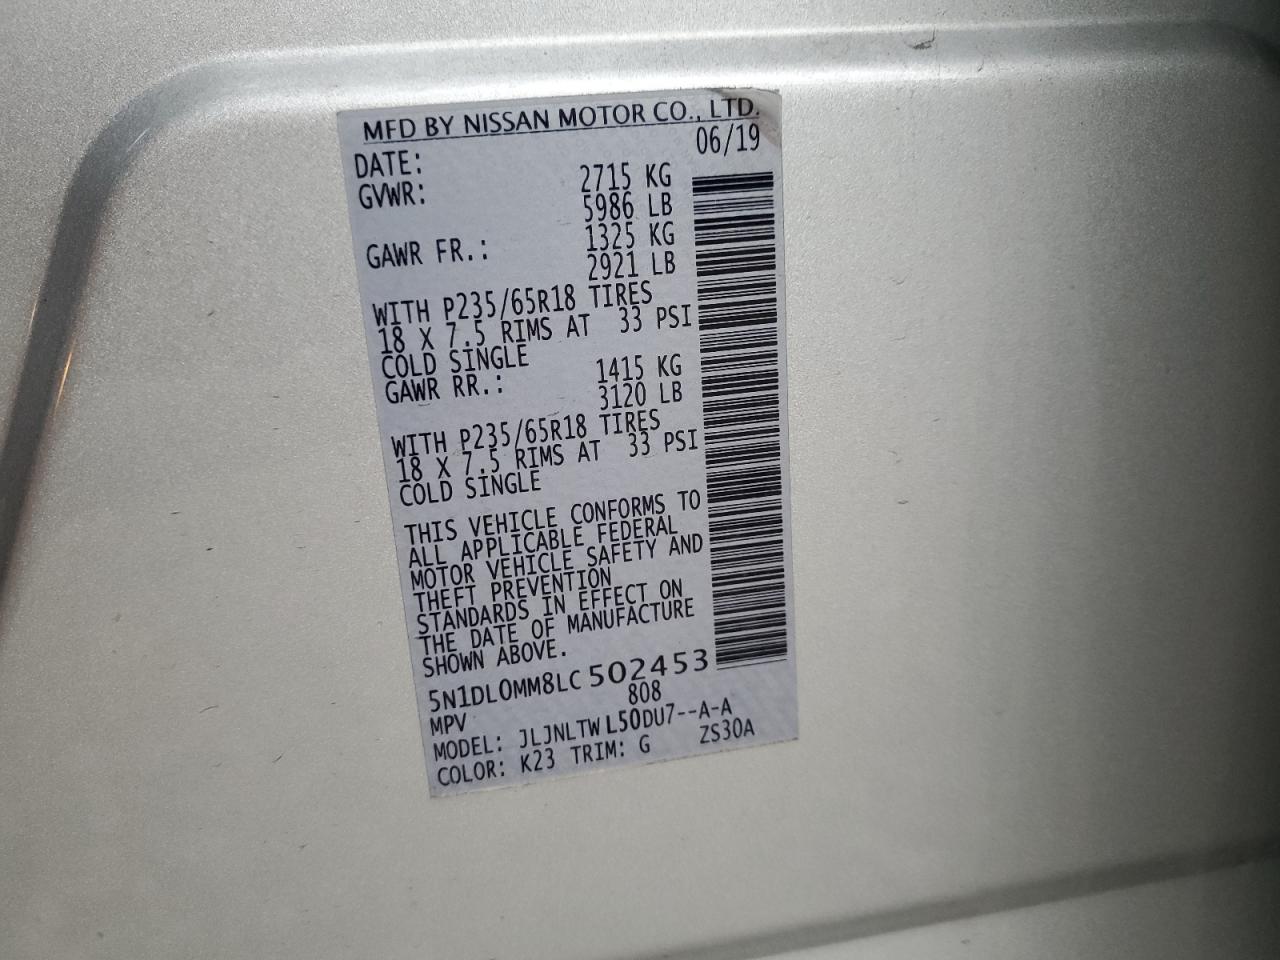 MFD BY NISSAN MOTOR CO., LTD.
DATE: 06/19
GVWR: 2715 KG
5986 LB
GAWR FR.: 1325 KG
2921 LB
WITH P235/65R18 TIRES
18 X 7.5 RIMS AT 33 PSI
COLD SINGLE
GAWR RR.: 1415 KG
3120 LB
WITH P235/65R18 TIRES
18 X 7.5 RIMS AT 33 PSI
COLD SINGLE
THIS VEHICLE CONFORMS TO
ALL APPLICABLE FEDERAL
MOTOR VEHICLE SAFETY AND
THEFT PREVENTION
STANDARDS IN EFFECT ON
THE DATE OF MANUFACTURE
SHOWN ABOVE.
5N1DL0MM8LC502453
MPV 808
MODEL: JLJNLTWL50DU7--A-A
COLOR: K23 TRIM: G ZS30A